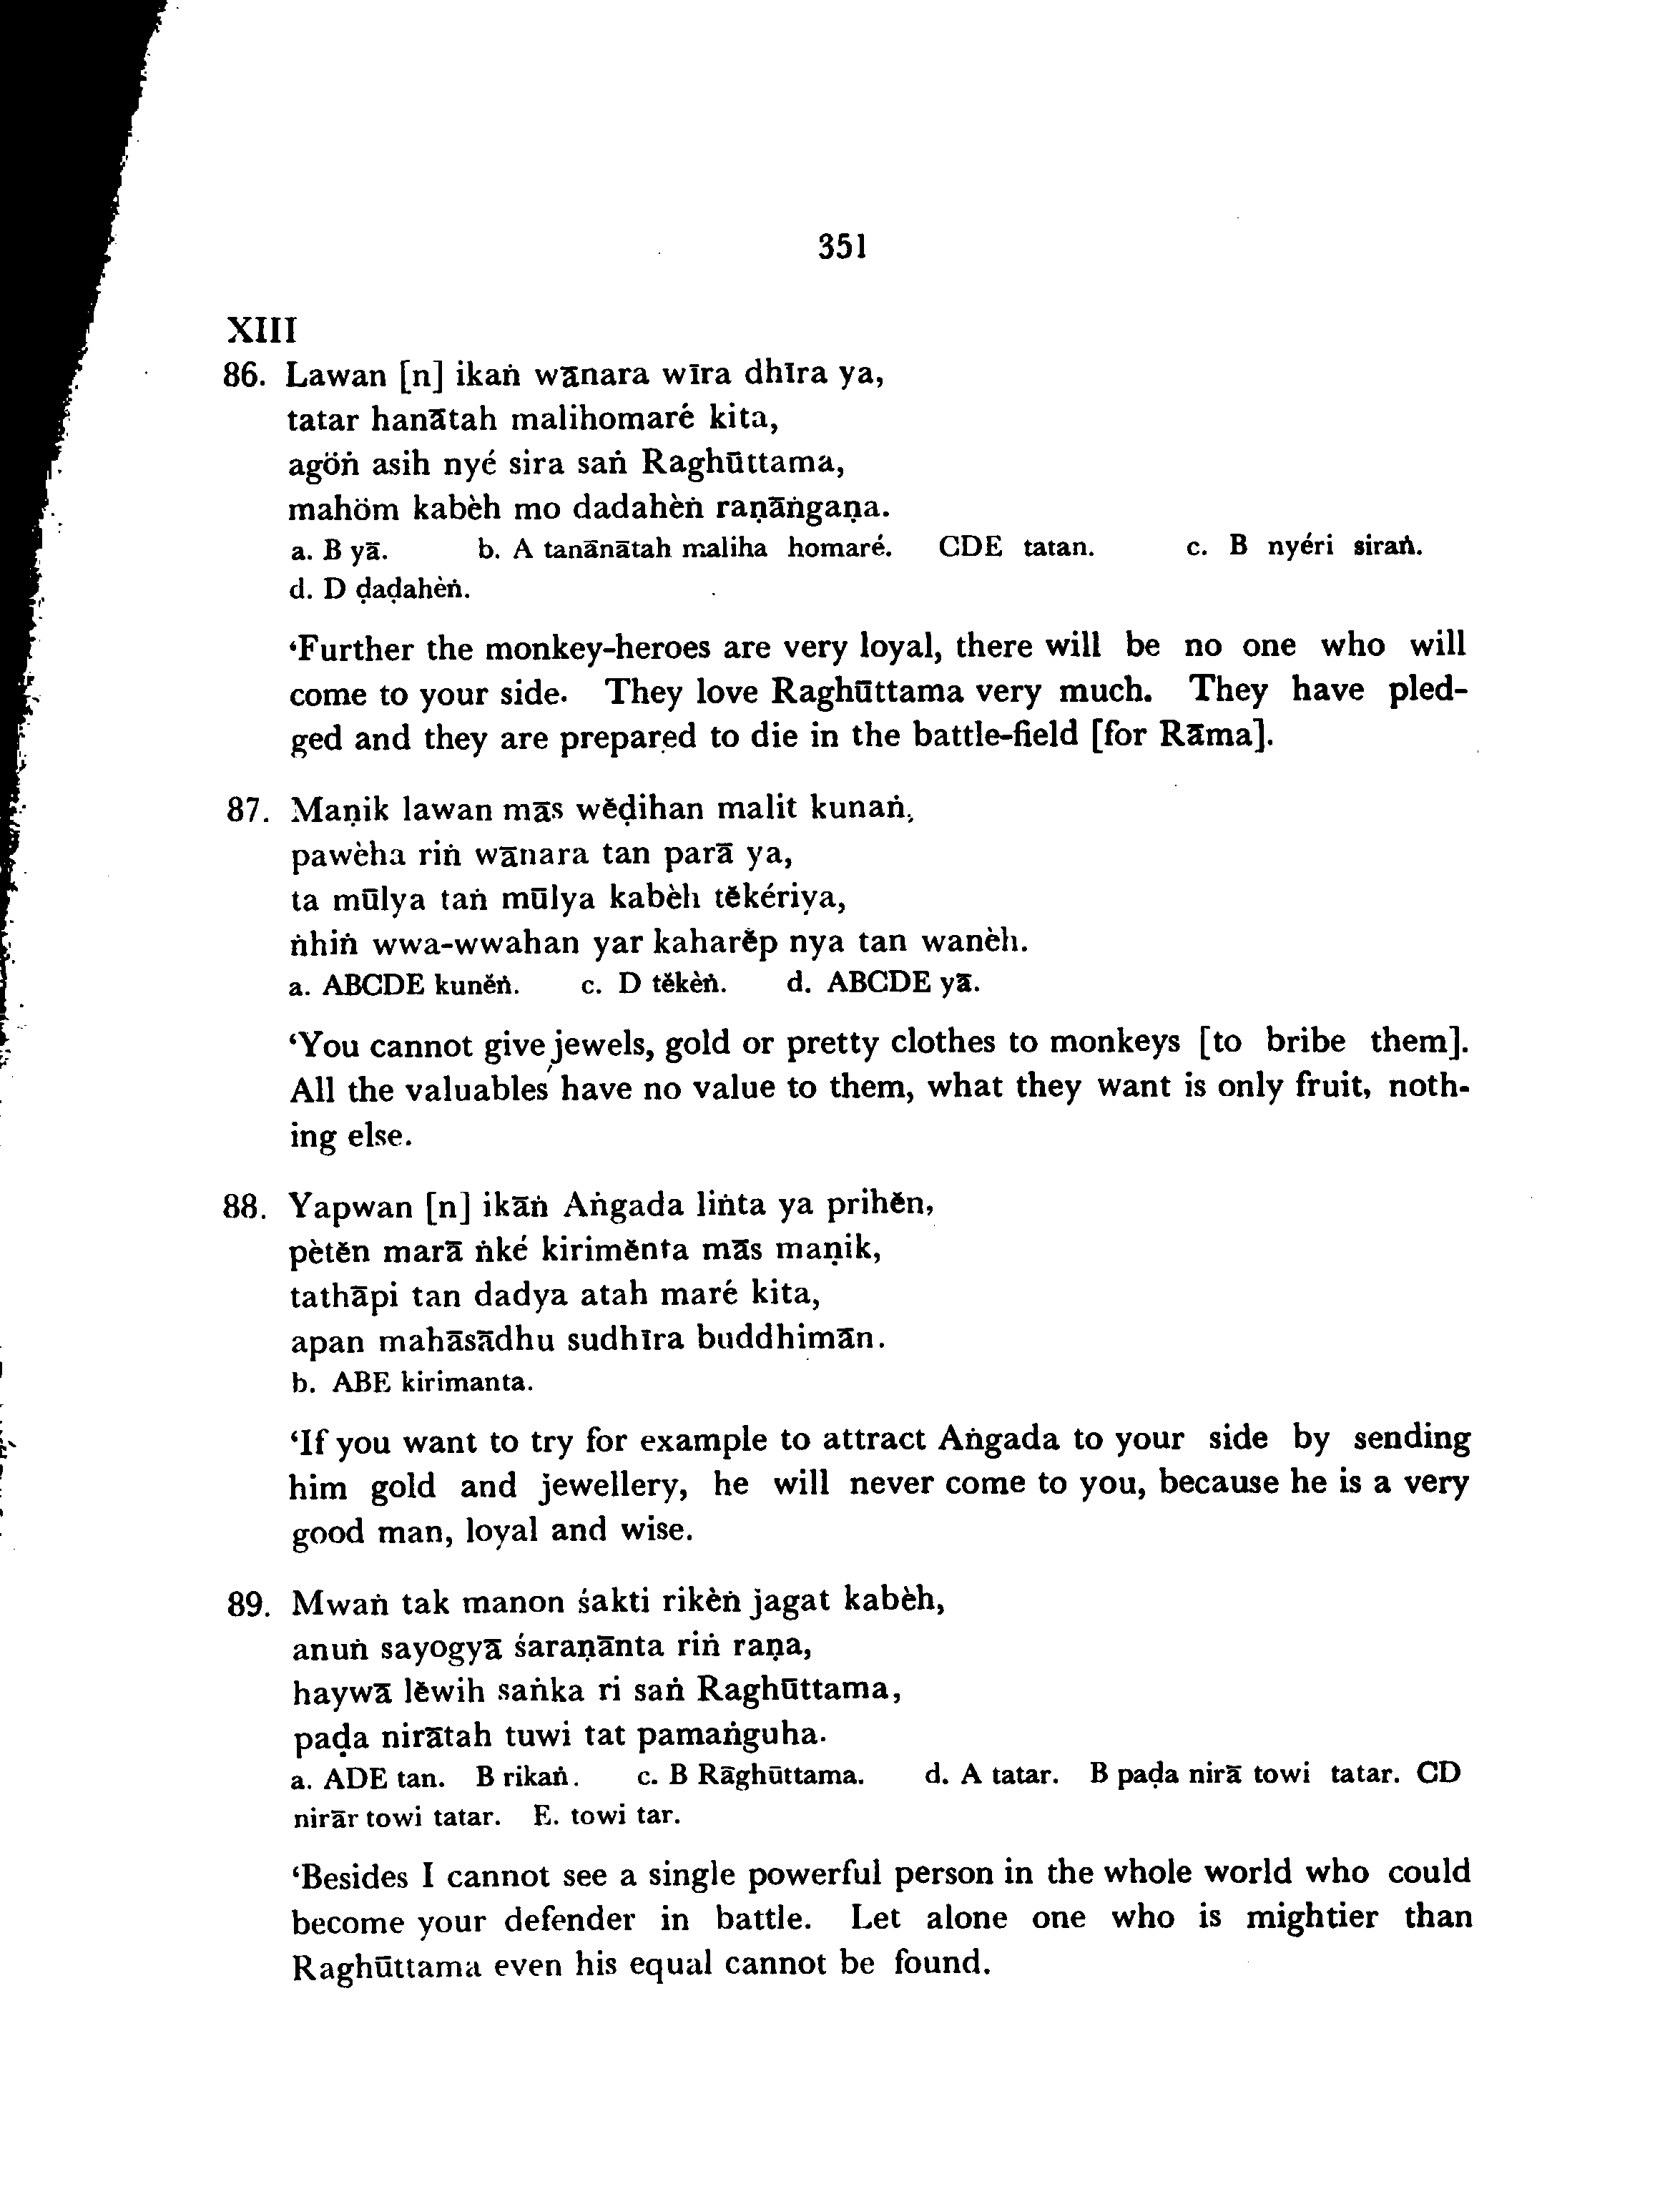 351
XIII
86. Lawan [n] ikaṅ wānara wīra dhīra ya,
tatar hanātah malihomaré kita,
agöṅ asih nyé sira saṅ Raghūttama,
mahöm kabèh mo dadahèṅ raṇāṅgaṇa.
a. B yā. b. A tanānātah maliha homaré. CDE tatan. c. B nyéri siraṅ.
d. D ḍaḍahèṅ.
‘Further the monkey-heroes are very loyal, there will be no one who will
come to your side. They love Raghūttama very much. They have pled-
ged and they are prepared to die in the battle-field [for Rāma].
87. Maṇik lawan mās wĕḍihan malit kunaṅ,
pawèha riṅ wānara tan parā ya,
ta mūlya taṅ mūlya kabèh tĕkériya,
ṅhiṅ wwa-wwahan yar kaharĕp nya tan wanèh.
a. ABCDE kunĕṅ. c. D tĕkèṅ. d. ABCDE yā.
‘You cannot give jewels, gold or pretty clothes to monkeys [to bribe them].
All the valuables have no value to them, what they want is only fruit, noth-
ing else.
88. Yapwan [n] ikāṅ Aṅgada liṅta ya prihĕn,
pètĕn marā ṅké kirimĕnta mās maṇik,
tathāpi tan dadya atah maré kita,
apan mahāsādhu sudhīra buddhimān.
b. ABE kirimanta.
‘If you want to try for example to attract Aṅgada to your side by sending
him gold and jewellery, he will never come to you, because he is a very
good man, loyal and wise.
89. Mwaṅ tak manon śakti rikèṅ jagat kabèh,
anuṅ sayogyā śaraṇānta riṅ raṇa,
haywā lĕwih saṅka ri saṅ Raghūttama,
paḍa nirātah tuwi tat pamaṅguha.
a. ADE tan. B rikaṅ. c. B Rāghūttama. d. A tatar. B paḍa nirā towi tatar. CD
nirār towi tatar. E. towi tar.
‘Besides I cannot see a single powerful person in the whole world who could
become your defender in battle. Let alone one who is mightier than
Raghūttama even his equal cannot be found.